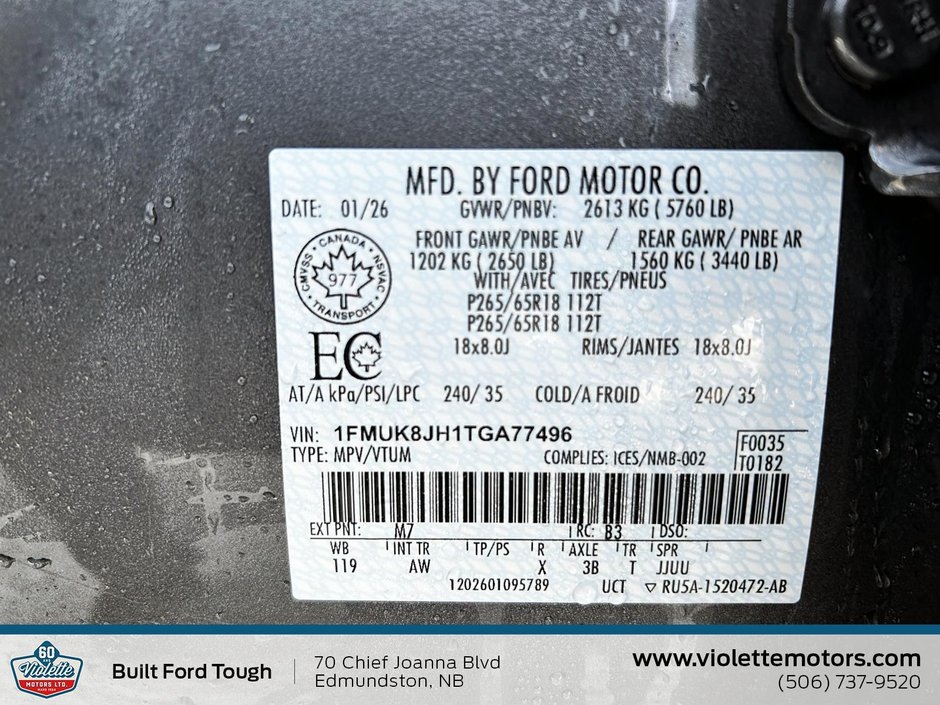 MFD. BY FORD MOTOR CO.
DATE: 01/26 GVWR/PNBV: 2613 KG ( 5760 LB)
FRONT GAWR/PNBE AV / REAR GAWR/ PNBE AR
1202 KG ( 2650 LB) 1560 KG ( 3440 LB)
WITH/AVEC TIRES/PNEUS
P265/65R18 112T
P265/65R18 112T
18x8.0J RIMS/JANTES 18x8.0J
CANADA
CMVSS NSVAC
977
TRANSPORT
EC
AT/A kPa/PSI/LPC 240/ 35 COLD/A FROID 240/ 35
VIN: 1FMUK8JH1TGA77496
TYPE: MPV/VTUM COMPLIES: ICES/NMB-002
F0035
T0182
EXT PNT: M7 RC: B3 DSO:
WB INT TR TP/PS R AXLE TR SPR
119 AW X 3B T JJUU
1202601095789 UCT ▽ RU5A-1520472-AB
60
Violette
MOTORS LTD.
Built Ford Tough
70 Chief Joanna Blvd
Edmundston, NB
www.violettemotors.com
(506) 737-9520